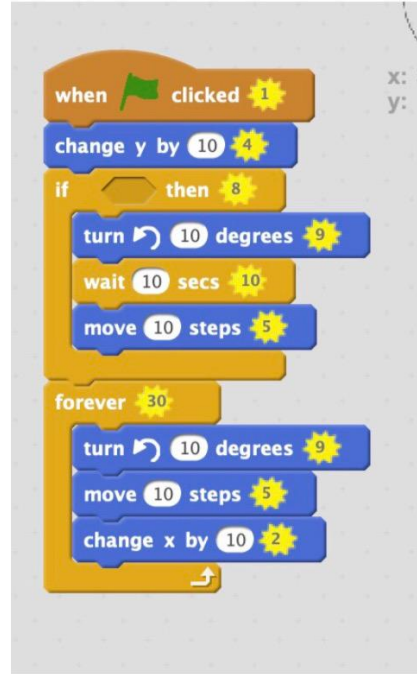 x:
y:
when clicked 1
change y by 10 4
if then 8
turn 10 degrees 9
wait 10 secs 10
move 10 steps 5
forever 30
turn 10 degrees 9
move 10 steps 5
change x by 10 2